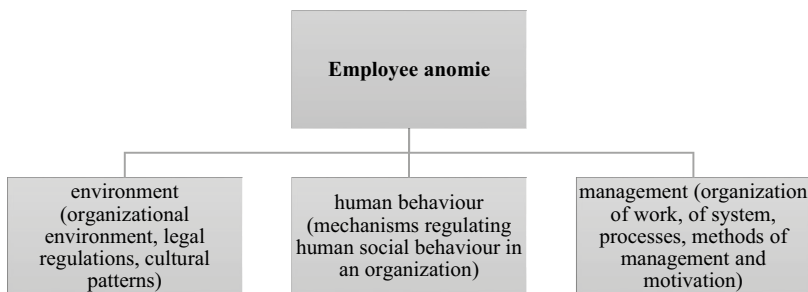 Employee anomie
environment
(organizational
environment, legal
regulations, cultural
patterns)
human behaviour
(mechanisms regulating
human social behaviour in
an organization)
management (organization
of work, of system,
processes, methods of
management and
motivation)